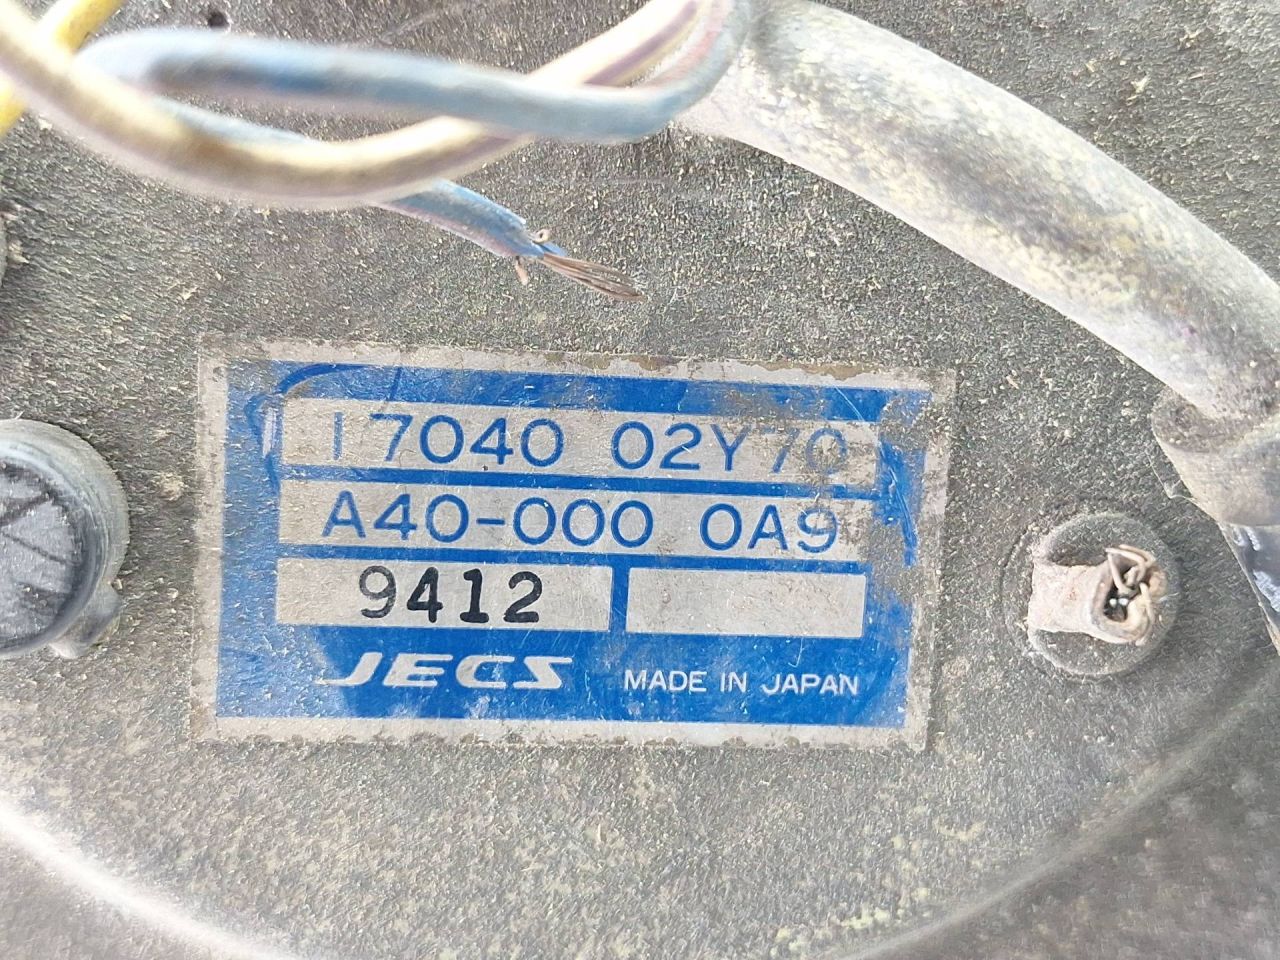 17040 02Y70
A40-000 0A9
9412
JECS MADE IN JAPAN